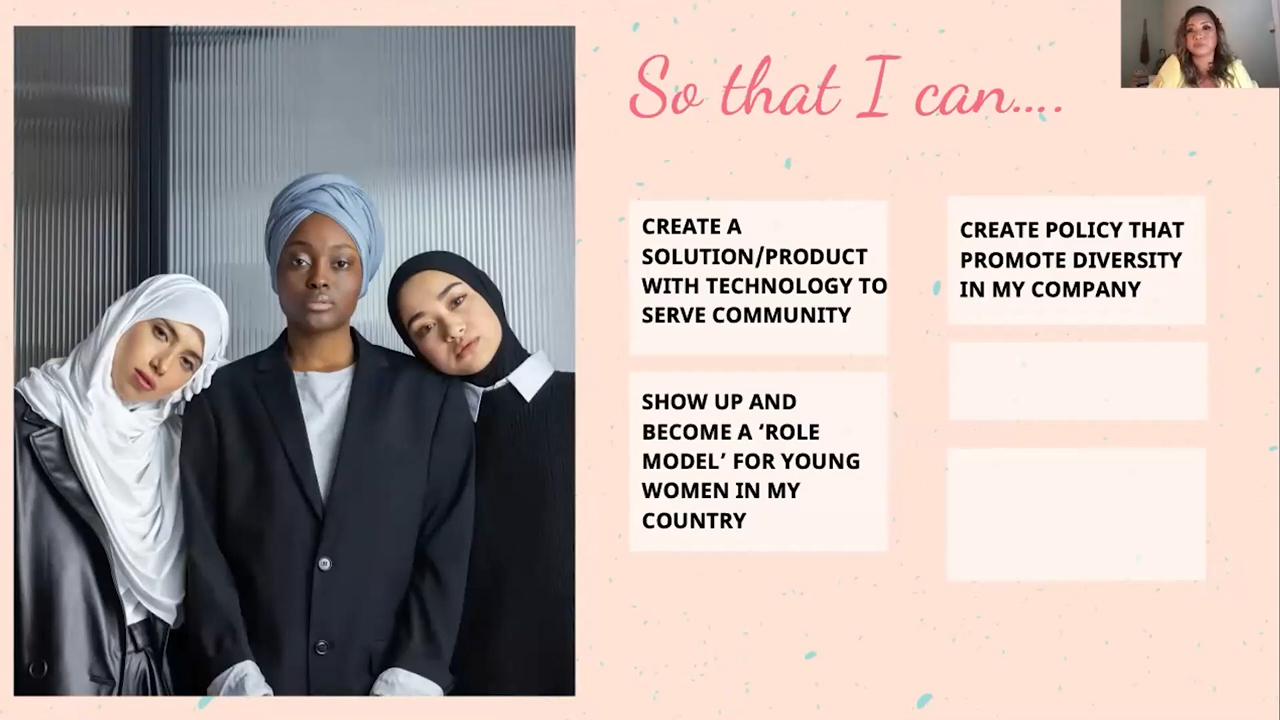 So that I can....
CREATE A
SOLUTION/PRODUCT
WITH TECHNOLOGY TO
SERVE COMMUNITY
SHOW UP AND
BECOME A ‘ROLE
MODEL’ FOR YOUNG
WOMEN IN MY
COUNTRY
CREATE POLICY THAT
PROMOTE DIVERSITY
IN MY COMPANY